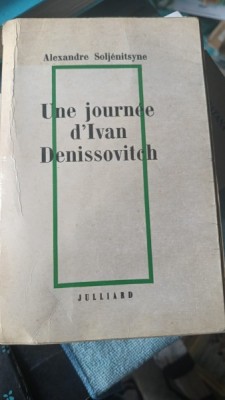 Alexandre Soljénitsyne
Une journée
d'Ivan
Denissovitch
JULLIARD